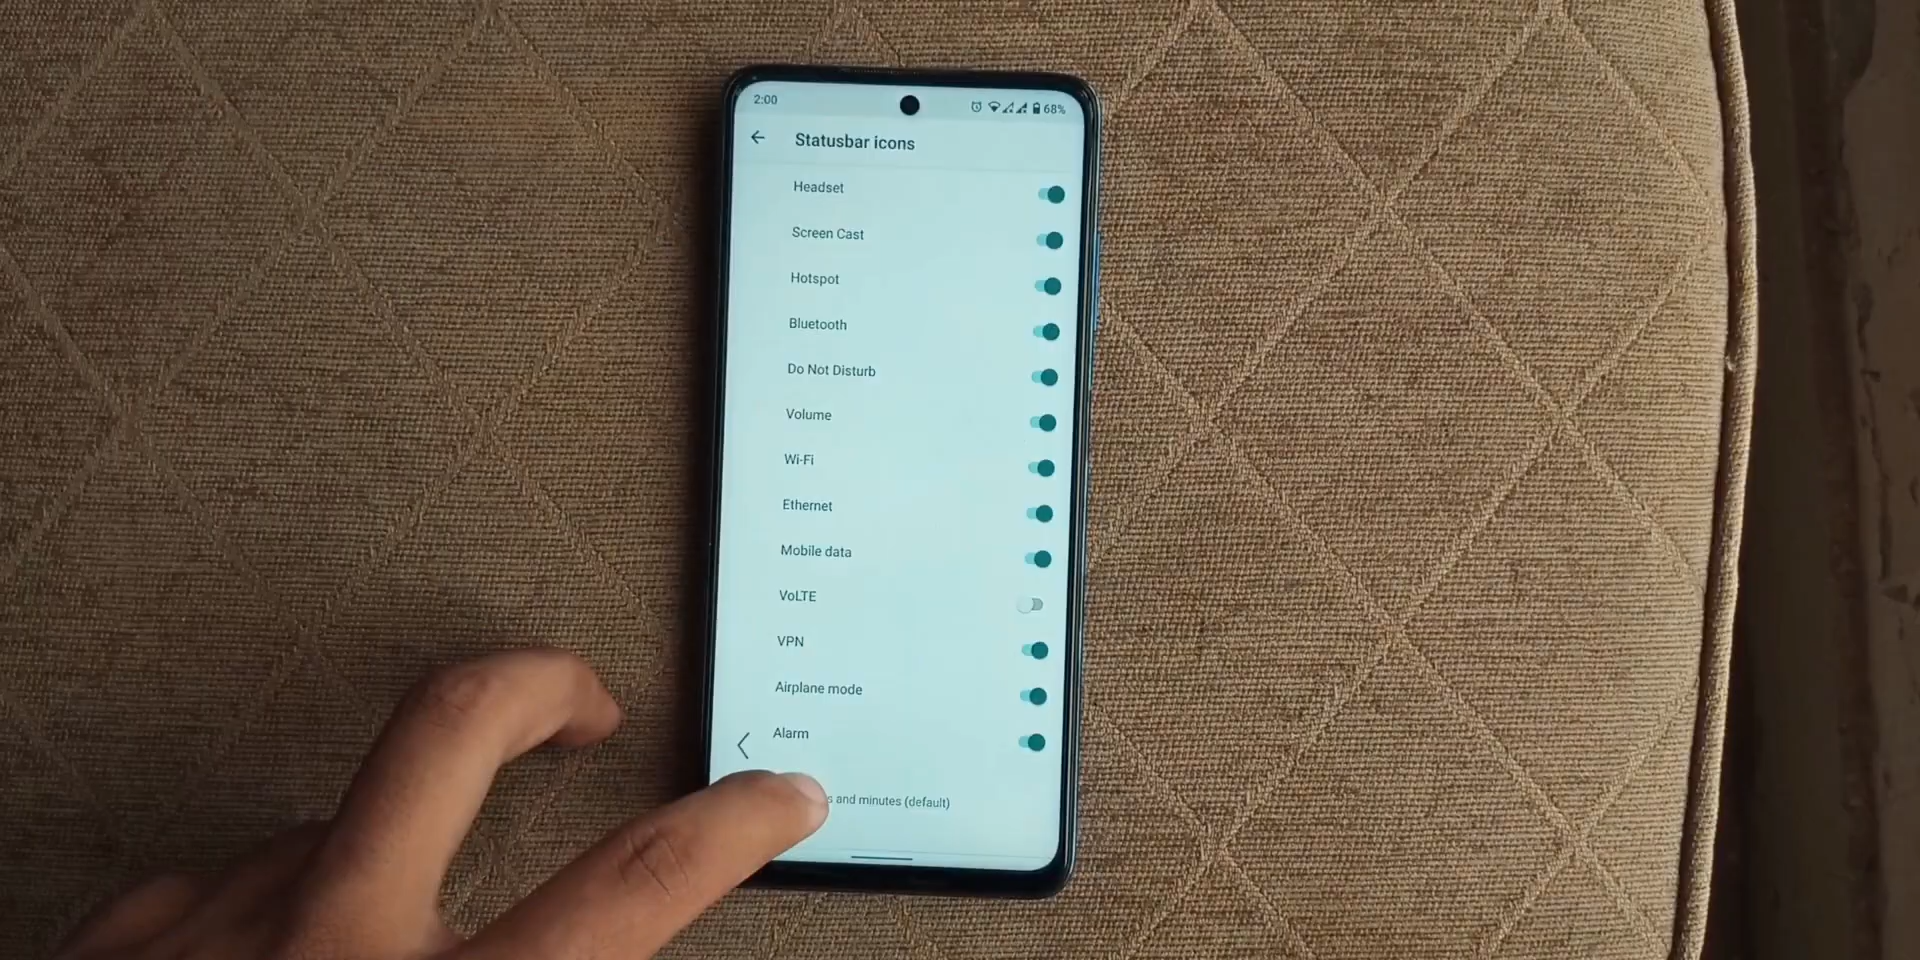 2:00
68%
Statusbar icons
Headset
Screen Cast
Hotspot
Bluetooth
Do Not Disturb
Volume
Wi-Fi
Ethernet
Mobile data
VoLTE
VPN
Airplane mode
Alarm
and minutes (default)